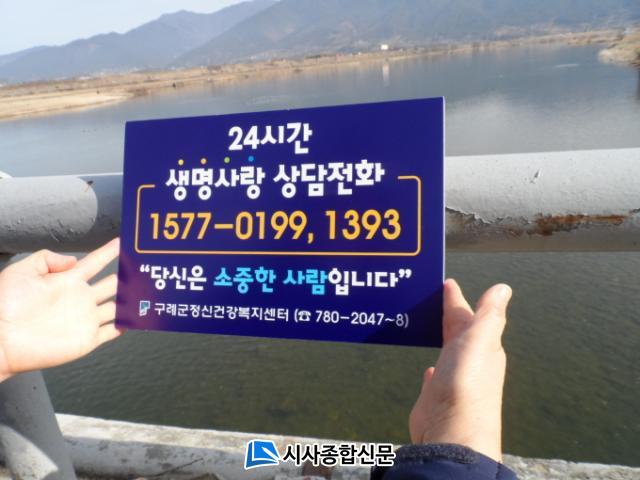 24시간
생명사랑 상담전화
1577-0199, 1393
“당신은 소중한 사람입니다”
구례군정신건강복지센터 (☎ 780-2047~8)
시사종합신문